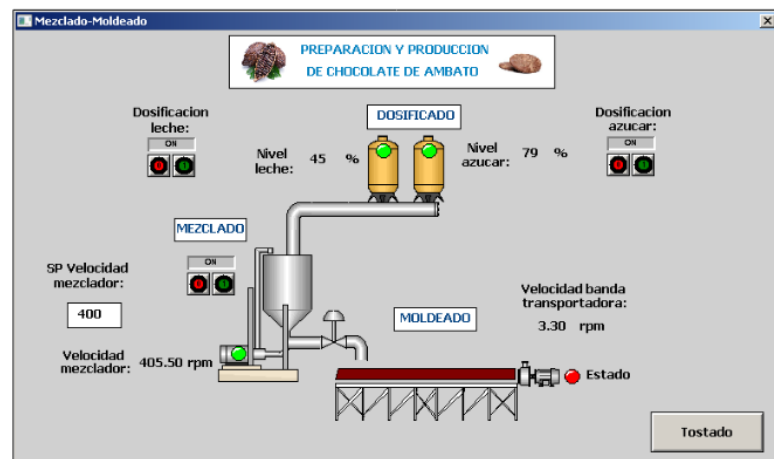 Mezclado-Moldeado
PREPARACION Y PRODUCCION
DE CHOCOLATE DE AMBATO
Dosificacion
leche:
ON
DOSIFICADO
Dosificacion
azucar:
ON
Nivel
leche:
45 %
Nivel
azucar:
79 %
MEZCLADO
ON
SP Velocidad
mezclador:
400
Velocidad
mezclador:
405.50 rpm
MOLDEADO
Velocidad banda
transportadora:
3.30 rpm
Estado
Tostado